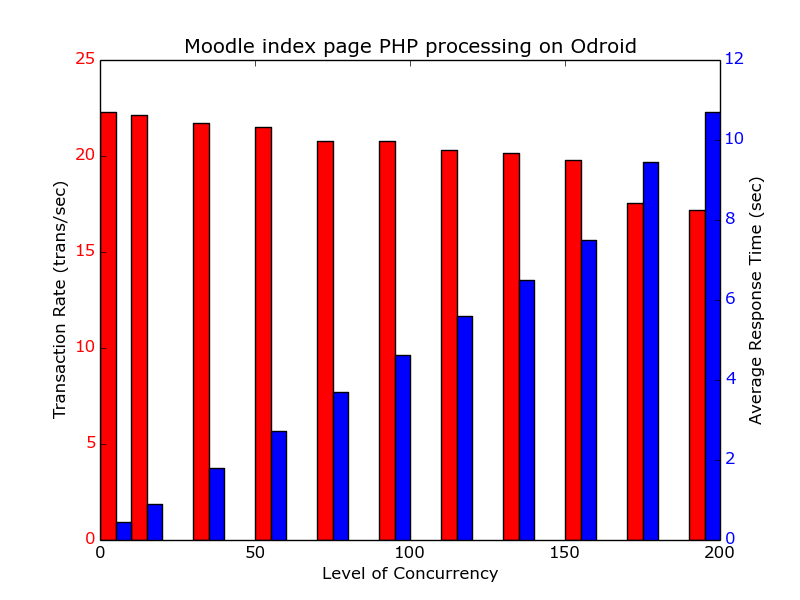 Moodle index page PHP processing on Odroid
25
20
15
10
5
0
Transaction Rate (trans/sec)
12
10
8
6
4
2
0
Average Response Time (sec)
0 50 100 150 200
Level of Concurrency